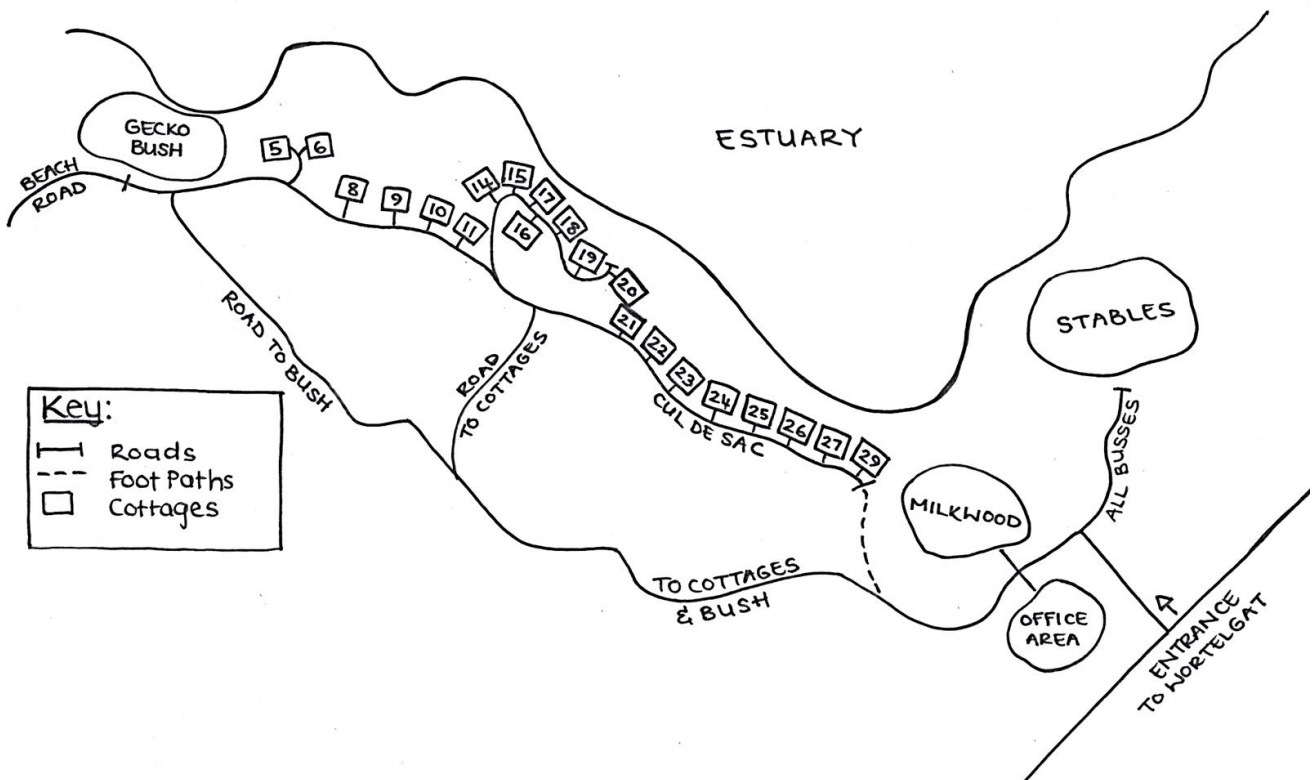 ESTUARY
GECKO
BUSH
BEACH
ROAD
5
6
8
9
10
11
14
15
16
17
18
19
20
21
22
23
24
25
26
27
29
CUL DE SAC
ROAD TO BUSH
ROAD
TO COTTAGES
STABLES
ALL BUSSES
MILKWOOD
OFFICE
AREA
TO COTTAGES
& BUSH
ENTRANCE
TO WORTELGAT
Key:
Roads
Foot Paths
Cottages